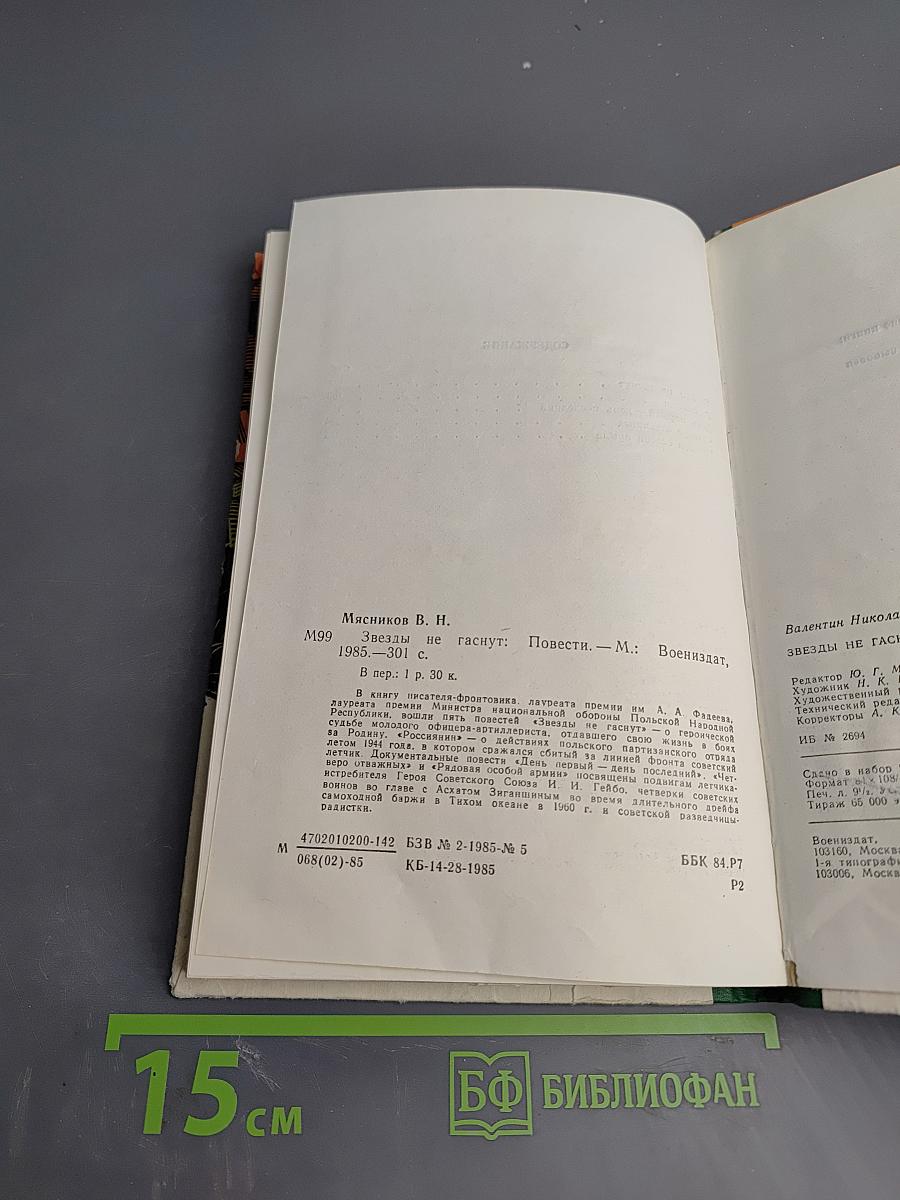 СОДЕРЖАНИЕ
Мясников В. Н.
М99 Звезды не гаснут: Повести. — М.: Воениздат,
1985.—301 с.
В пер.: 1 р. 30 к.
В книгу писателя-фронтовика, лауреата премии им А. А. Фадеева,
лауреата премии Министра национальной обороны Польской Народной
Республики, вошли пять повестей «Звезды не гаснут» — о героической
судьбе молодого офицера-артиллериста, отдавшего свою жизнь в боях
за Родину, «Россиянин» — о действиях польского партизанского отряда
летом 1944 года, в котором сражался сбитый за линией фронта советский
летчик. Документальные повести «День первый — день последний», «Чет-
веро отважных» и «Рядовая особой армии» посвящены подвигам летчика-
истребителя Героя Советского Союза И. И. Гейбо, четверки советских
воинов во главе с Асхатом Зиганшиным во время длительного дрейфа
самоходной баржи в Тихом океане в 1960 г. и советской разведчицы-
радистки.
М 4702010200-142 БЗВ № 2-1985-№ 5
068(02)-85 КБ-14-28-1985
ББК 84.Р7
Р2
Валентин Никола
ЗВЕЗДЫ НЕ ГАС
Редактор Ю. Г. М
Художник Н. К.
Художественный
Технический реда
Корректоры А. К
ИБ № 2694
Сдано в набор
Формат 84×108/
Печ. л. 9½.
Тираж 65 000
Воениздат,
103160, Москва
1-я типограф
103006, Москв
15 см
БФ БИБЛИОФАН